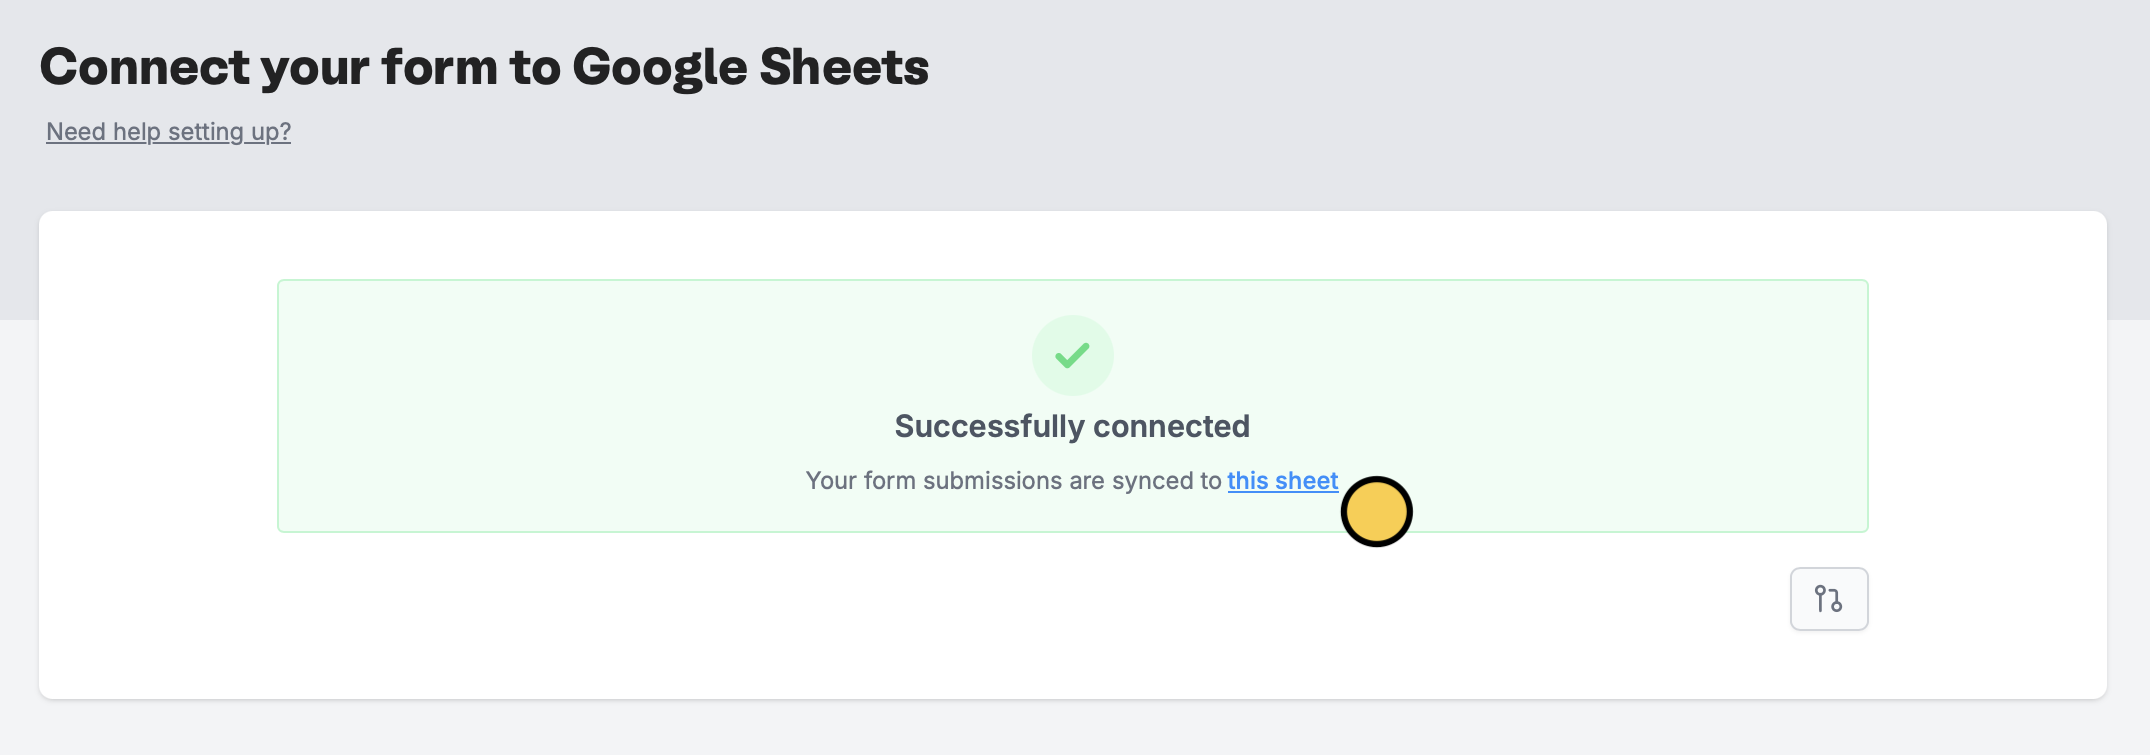 Connect your form to Google Sheets
Need help setting up?
Successfully connected
Your form submissions are synced to this sheet